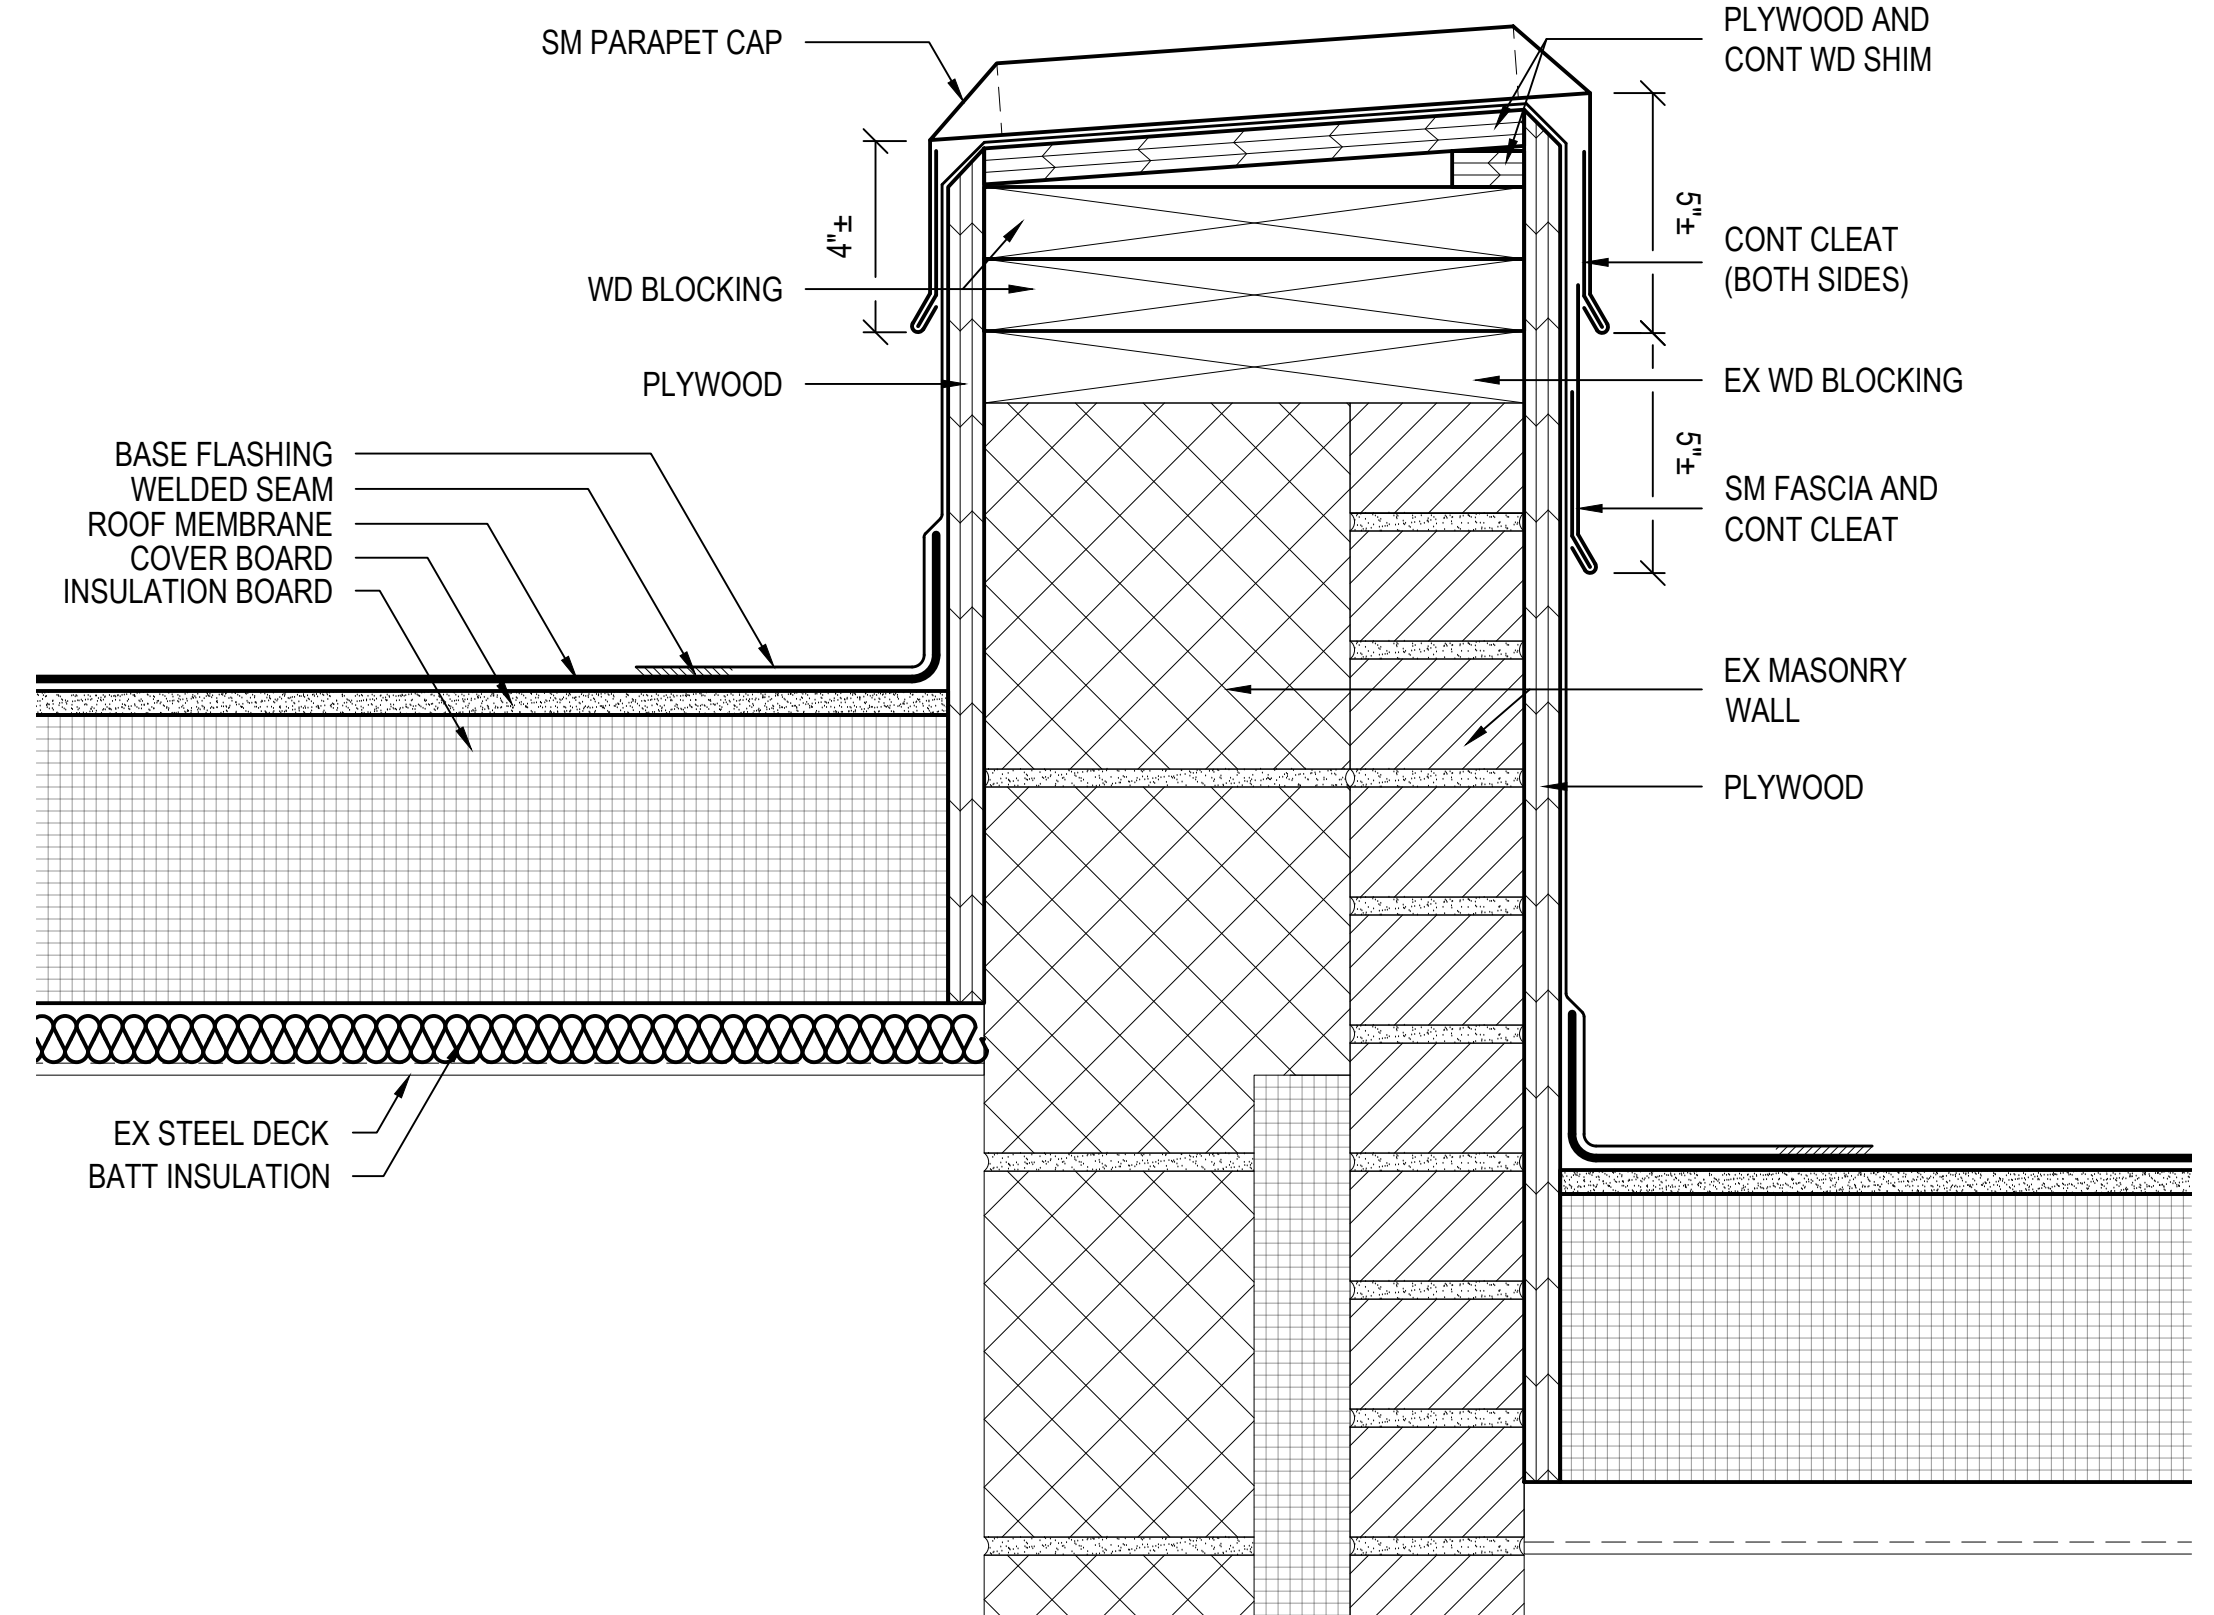 SM PARAPET CAP
4"±
WD BLOCKING
PLYWOOD
BASE FLASHING
WELDED SEAM
ROOF MEMBRANE
COVER BOARD
INSULATION BOARD
EX STEEL DECK
BATT INSULATION
PLYWOOD AND
CONT WD SHIM
5"±
CONT CLEAT
(BOTH SIDES)
EX WD BLOCKING
5"±
SM FASCIA AND
CONT CLEAT
EX MASONRY
WALL
PLYWOOD